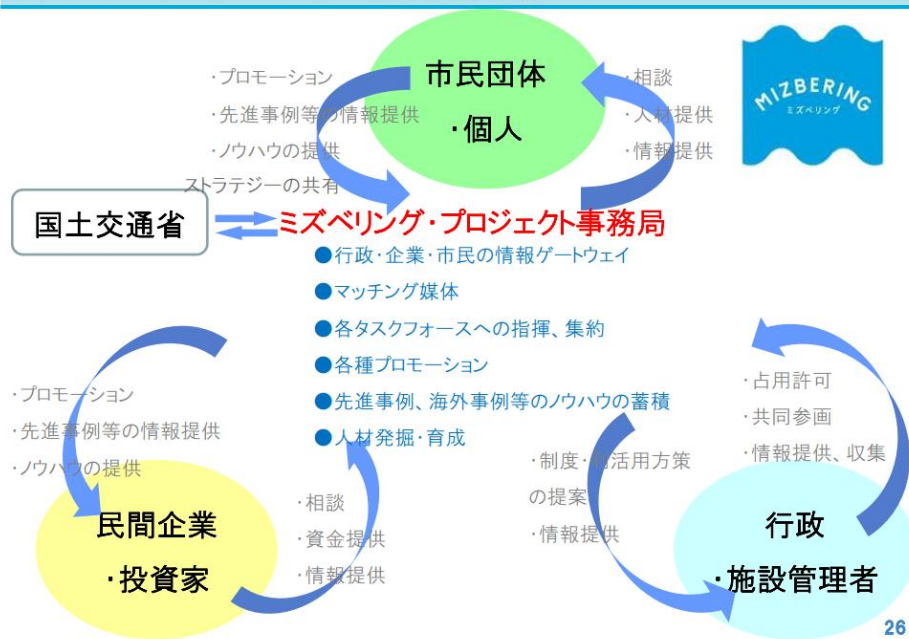 ・プロモーション
・先進事例等の情報提供
・ノウハウの提供
市民団体
・個人
・相談
・人材提供
・情報提供
MIZBERING
ミズベリング
ストラテジーの共有
国土交通省
ミズベリング・プロジェクト事務局
●行政・企業・市民の情報ゲートウェイ
●マッチング媒体
●各タスクフォースへの指揮、集約
●各種プロモーション
●先進事例、海外事例等のノウハウの蓄積
●人材発掘・育成
・プロモーション
・先進事例等の情報提供
・ノウハウの提供
民間企業
・投資家
・相談
・資金提供
・情報提供
・制度・利活用方策
の提案
・情報提供
・占用許可
・共同参画
・情報提供、収集
行政
・施設管理者
26